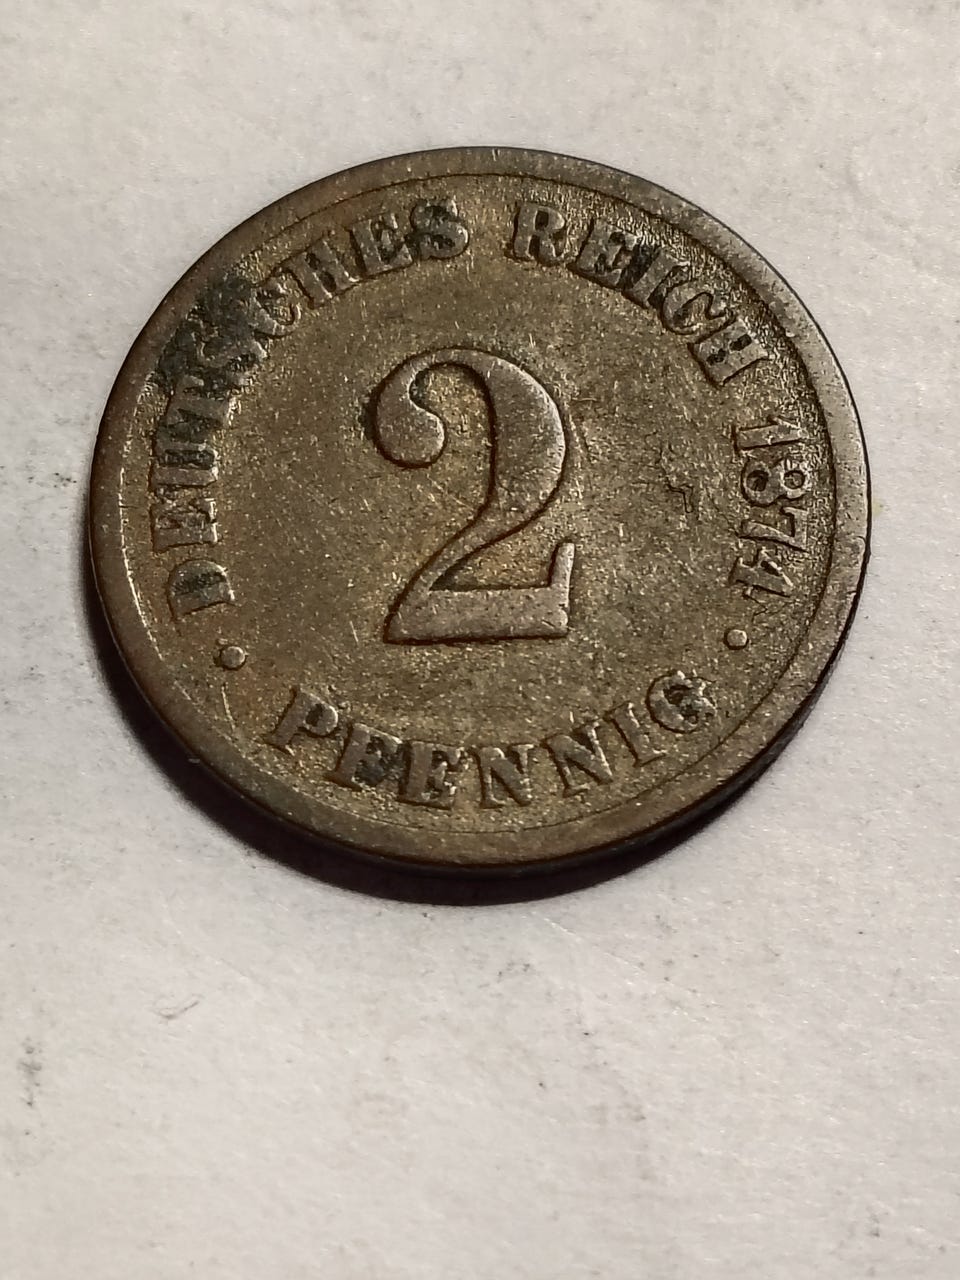 DEUTSCHES REICH 1874
2
PFENNIG